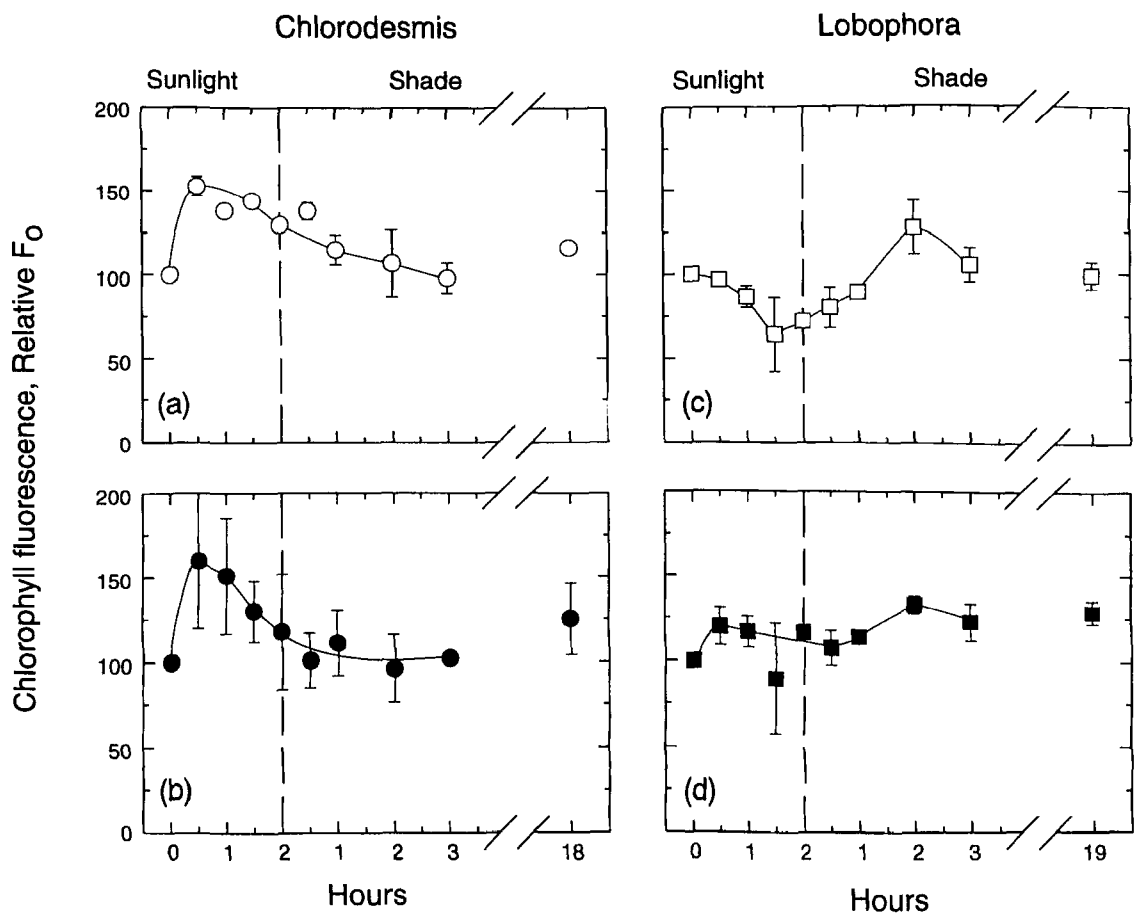 Chlorodesmis
Lobophora
Sunlight
Shade
Sunlight
Shade
Chlorophyll fluorescence, Relative Fo
200
150
100
50
0
(a)
(c)
200
150
100
50
0
(b)
(d)
0 1 2 1 2 3 18
0 1 2 1 2 3 19
Hours
Hours